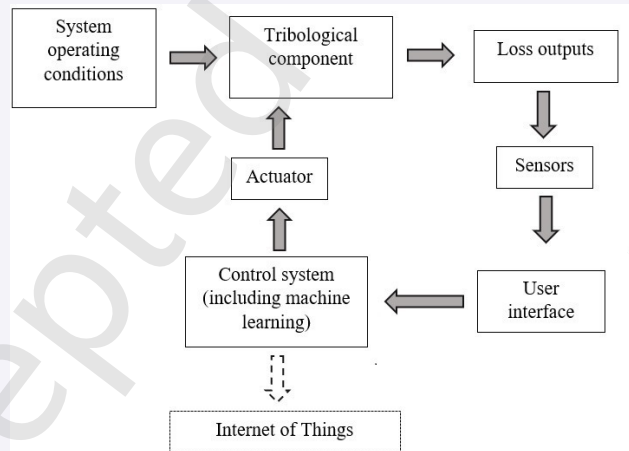 System
operating
conditions
Tribological
component
Loss outputs
Sensors
User
interface
Control system
(including machine
learning)
Actuator
Internet of Things
epted